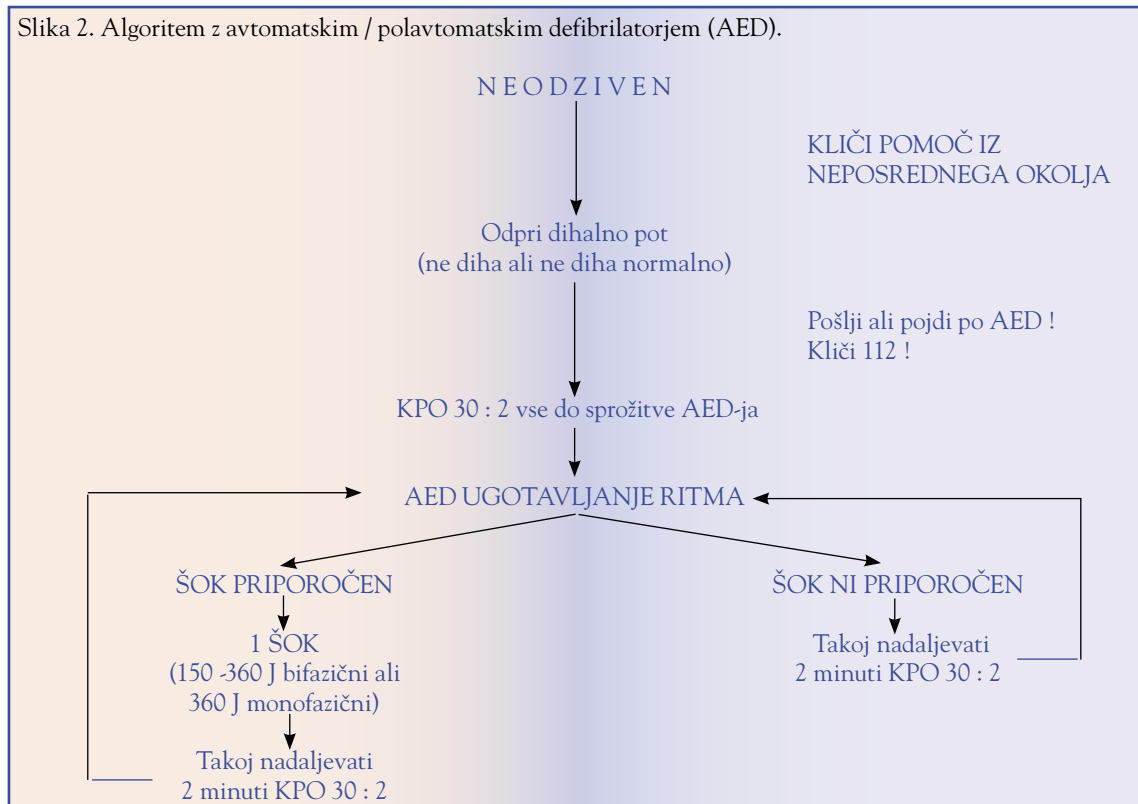 Slika 2. Algoritem z avtomatskim / polavtomatskim defibrilatorjem (AED).
N E O D Z I V E N
KLIČI POMOČ IZ
NEPOSREDNEGA OKOLJA
Odpri dihalno pot
(ne diha ali ne diha normalno)
Pošlji ali pojdi po AED !
Kliči 112 !
KPO 30 : 2 vse do sprožitve AED-ja
AED UGOTAVLJANJE RITMA
ŠOK PRIPOROČEN
1 ŠOK
(150 -360 J bifazični ali
360 J monofazični)
Takoj nadaljevati
2 minuti KPO 30 : 2
ŠOK NI PRIPOROČEN
Takoj nadaljevati
2 minuti KPO 30 : 2